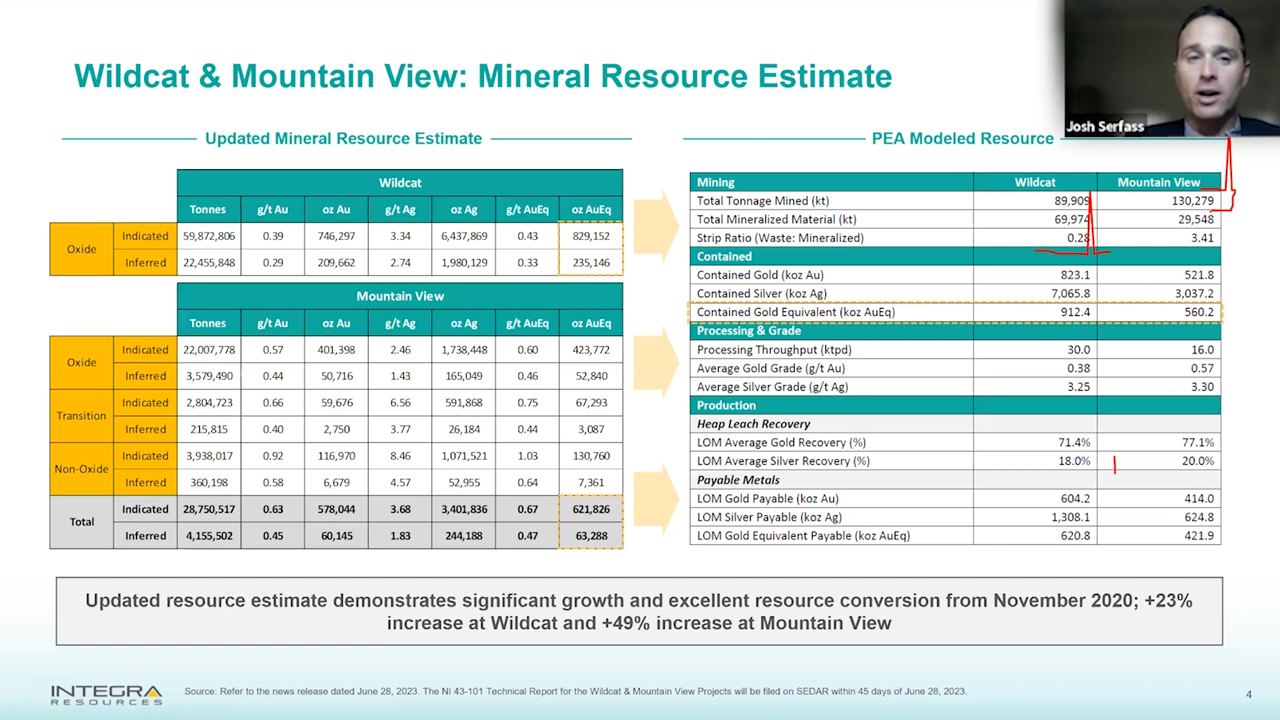 Wildcat & Mountain View: Mineral Resource Estimate
Josh Serfass
Updated Mineral Resource Estimate
Wildcat
Tonnes g/t Au oz Au g/t Ag oz Ag g/t AuEq oz AuEq
Oxide
Indicated 59,872,806 0.39 746,297 3.34 6,437,869 0.43 829,152
Inferred 22,455,848 0.29 209,662 2.74 1,980,129 0.33 235,146
Mountain View
Tonnes g/t Au oz Au g/t Ag oz Ag g/t AuEq oz AuEq
Oxide
Indicated 22,007,778 0.57 401,398 2.46 1,738,448 0.60 423,772
Inferred 3,579,490 0.44 50,716 1.43 165,049 0.46 52,840
Transition
Indicated 2,804,723 0.66 59,676 6.56 591,868 0.75 67,293
Inferred 215,815 0.40 2,750 3.77 26,184 0.44 3,087
Non-Oxide
Indicated 3,938,017 0.92 116,970 8.46 1,071,521 1.03 130,760
Inferred 360,198 0.58 6,679 4.57 52,955 0.64 7,361
Total
Indicated 28,750,517 0.63 578,044 3.68 3,401,836 0.67 621,826
Inferred 4,155,502 0.45 60,145 1.83 244,188 0.47 63,288
PEA Modeled Resource
Mining Wildcat Mountain View
Total Tonnage Mined (kt) 89,909 130,279
Total Mineralized Material (kt) 69,974 29,548
Strip Ratio (Waste: Mineralized) 0.28 3.41
Contained
Contained Gold (koz Au) 823.1 521.8
Contained Silver (koz Ag) 7,065.8 3,037.2
Contained Gold Equivalent (koz AuEq) 912.4 560.2
Processing & Grade
Processing Throughput (ktpd) 30.0 16.0
Average Gold Grade (g/t Au) 0.38 0.57
Average Silver Grade (g/t Ag) 3.25 3.30
Production
Heap Leach Recovery
LOM Average Gold Recovery (%) 71.4% 77.1%
LOM Average Silver Recovery (%) 18.0% 20.0%
Payable Metals
LOM Gold Payable (koz Au) 604.2 414.0
LOM Silver Payable (koz Ag) 1,308.1 624.8
LOM Gold Equivalent Payable (koz AuEq) 620.8 421.9
Updated resource estimate demonstrates significant growth and excellent resource conversion from November 2020; +23%
increase at Wildcat and +49% increase at Mountain View
INTEGRA
RESOURCES
Source: Refer to the news release dated June 28, 2023. The NI 43-101 Technical Report for the Wildcat & Mountain View Projects will be filed on SEDAR within 45 days of June 28, 2023.
4